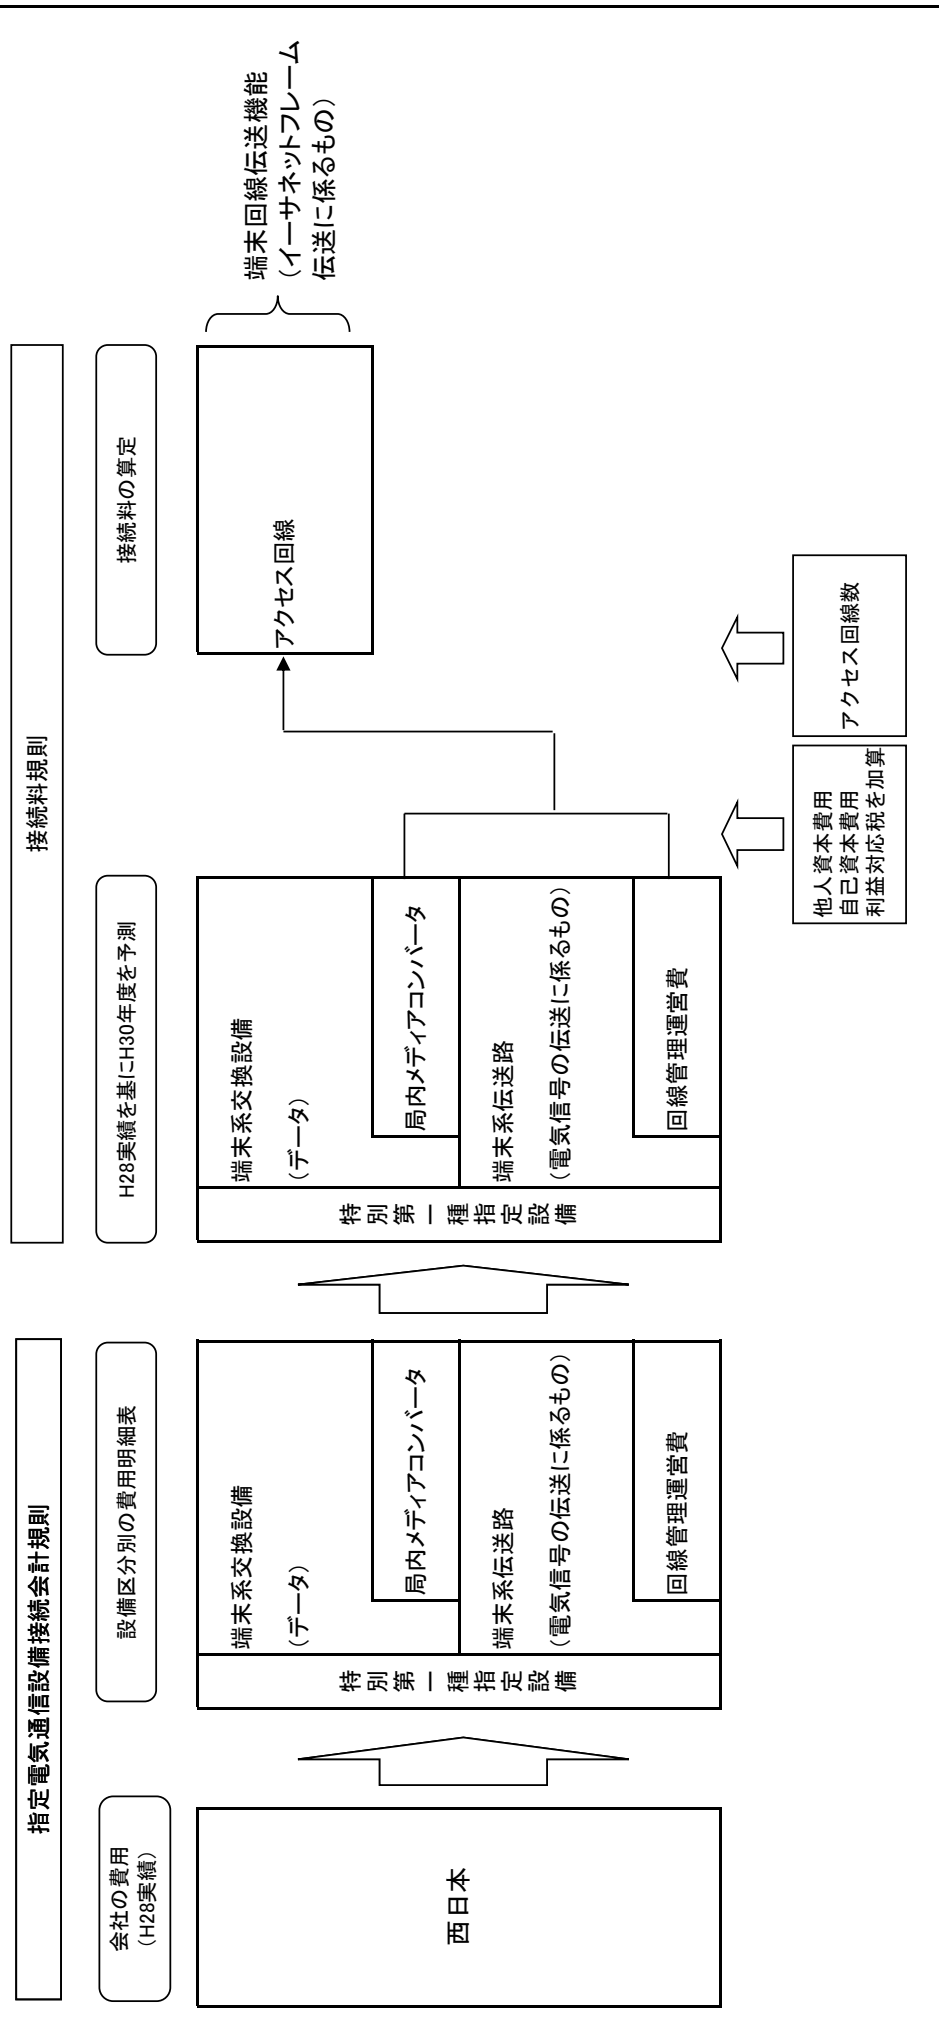 指定電気通信設備接続会計規則
接続料規則
会社の費用
（H28実績）
設備区分別の費用明細表
H28実績を基にH30年度を予測
接続料の算定
西日本
特別第一種指定設備
端末系交換設備
（データ）
局内メディアコンバータ
端末系伝送路
（電気信号の伝送に係るもの）
回線管理運営費
特別第一種指定設備
端末系交換設備
（データ）
局内メディアコンバータ
端末系伝送路
（電気信号の伝送に係るもの）
回線管理運営費
アクセス回線
端末回線伝送機能
（イーサネットフレーム
伝送に係るもの）
他人資本費用
自己資本費用
利益対応税を加算
アクセス回線数